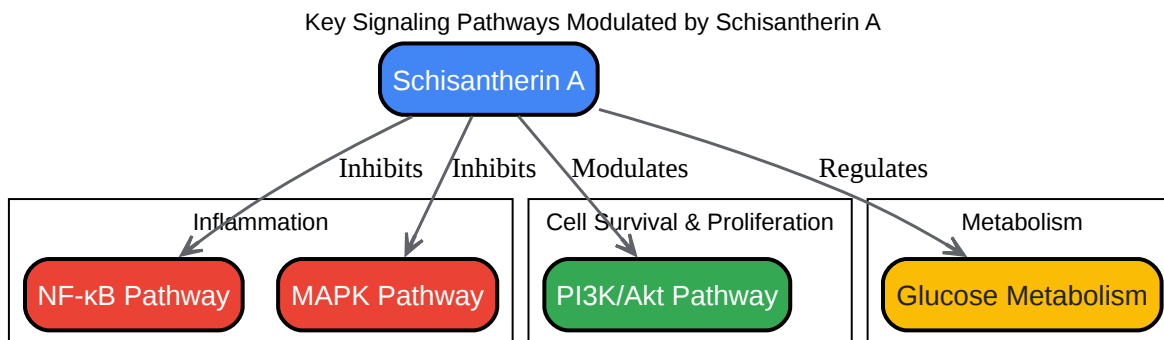 Key Signaling Pathways Modulated by Schisantherin A
Schisantherin A
Inhibits
Inhibits
Modulates
Regulates
Inflammation
Cell Survival & Proliferation
Metabolism
NF-κB Pathway
MAPK Pathway
PI3K/Akt Pathway
Glucose Metabolism